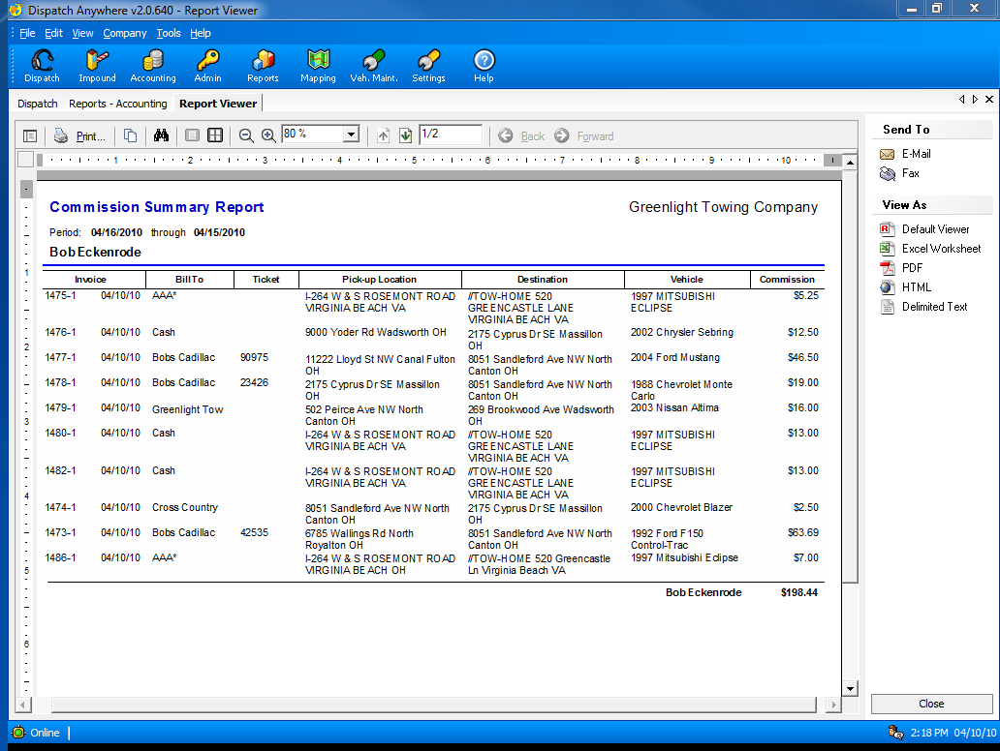 Dispatch Anywhere v2.0.640 - Report Viewer
File Edit View Company Tools Help
Dispatch Impound Accounting Admin Reports Mapping Veh. Maint. Settings Help
Dispatch Reports - Accounting Report Viewer
Print... 80 % 1/2 Back Forward
1 2 3 4 5 6 7 8 9 10
Commission Summary Report Greenlight Towing Company
Period: 04/16/2010 through 04/15/2010
Bob Eckenrode
Invoice Bill To Ticket Pick-up Location Destination Vehicle Commission
1475-1 04/10/10 AAA* I-264 W & S ROSEMONT ROAD //TOW-HOME 520 1997 MITSUBISHI $5.25
VIRGINIA BEACH VA GREENCASTLE LANE ECLIPSE
VIRGINIA BEACH VA
1476-1 04/10/10 Cash 9000 Yoder Rd Wadsworth OH 2175 Cyprus Dr SE Massillon 2002 Chrysler Sebring $12.50
OH
1477-1 04/10/10 Bobs Cadillac 90975 11222 Lloyd St NW Canal Fulton 8051 Sandleford Ave NW North 2004 Ford Mustang $46.50
OH Canton OH
1478-1 04/10/10 Bobs Cadillac 23426 2175 Cyprus Dr SE Massillon 8051 Sandleford Ave NW North 1988 Chevrolet Monte $19.00
OH Canton OH Carlo
1479-1 04/10/10 Greenlight Tow 502 Peirce Ave NW North 269 Brookwood Ave Wadsworth 2003 Nissan Altima $16.00
Canton OH OH
1480-1 04/10/10 Cash I-264 W & S ROSEMONT ROAD //TOW-HOME 520 1997 MITSUBISHI $13.00
VIRGINIA BEACH VA GREENCASTLE LANE ECLIPSE
VIRGINIA BEACH VA
1482-1 04/10/10 Cash I-264 W & S ROSEMONT ROAD //TOW-HOME 520 1997 MITSUBISHI $13.00
VIRGINIA BEACH VA GREENCASTLE LANE ECLIPSE
VIRGINIA BEACH VA
1474-1 04/10/10 Cross Country 8051 Sandleford Ave NW North 2175 Cyprus Dr SE Massillon 2000 Chevrolet Blazer $2.50
Canton OH OH
1473-1 04/10/10 Bobs Cadillac 42535 6785 Wallings Rd North 8051 Sandleford Ave NW North 1992 Ford F150 $63.69
Royalton OH Canton OH Control-Trac
1486-1 04/10/10 AAA* I-264 W & S ROSEMONT ROAD //TOW-HOME 520 Greencastle 1997 Mitsubishi Eclipse $7.00
VIRGINIA BEACH OH Ln Virginia Beach VA
Bob Eckenrode $198.44
1
2
3
4
5
6
Send To
E-Mail
Fax
View As
Default Viewer
Excel Worksheet
PDF
HTML
Delimited Text
Close
Online 2:18 PM 04/10/10